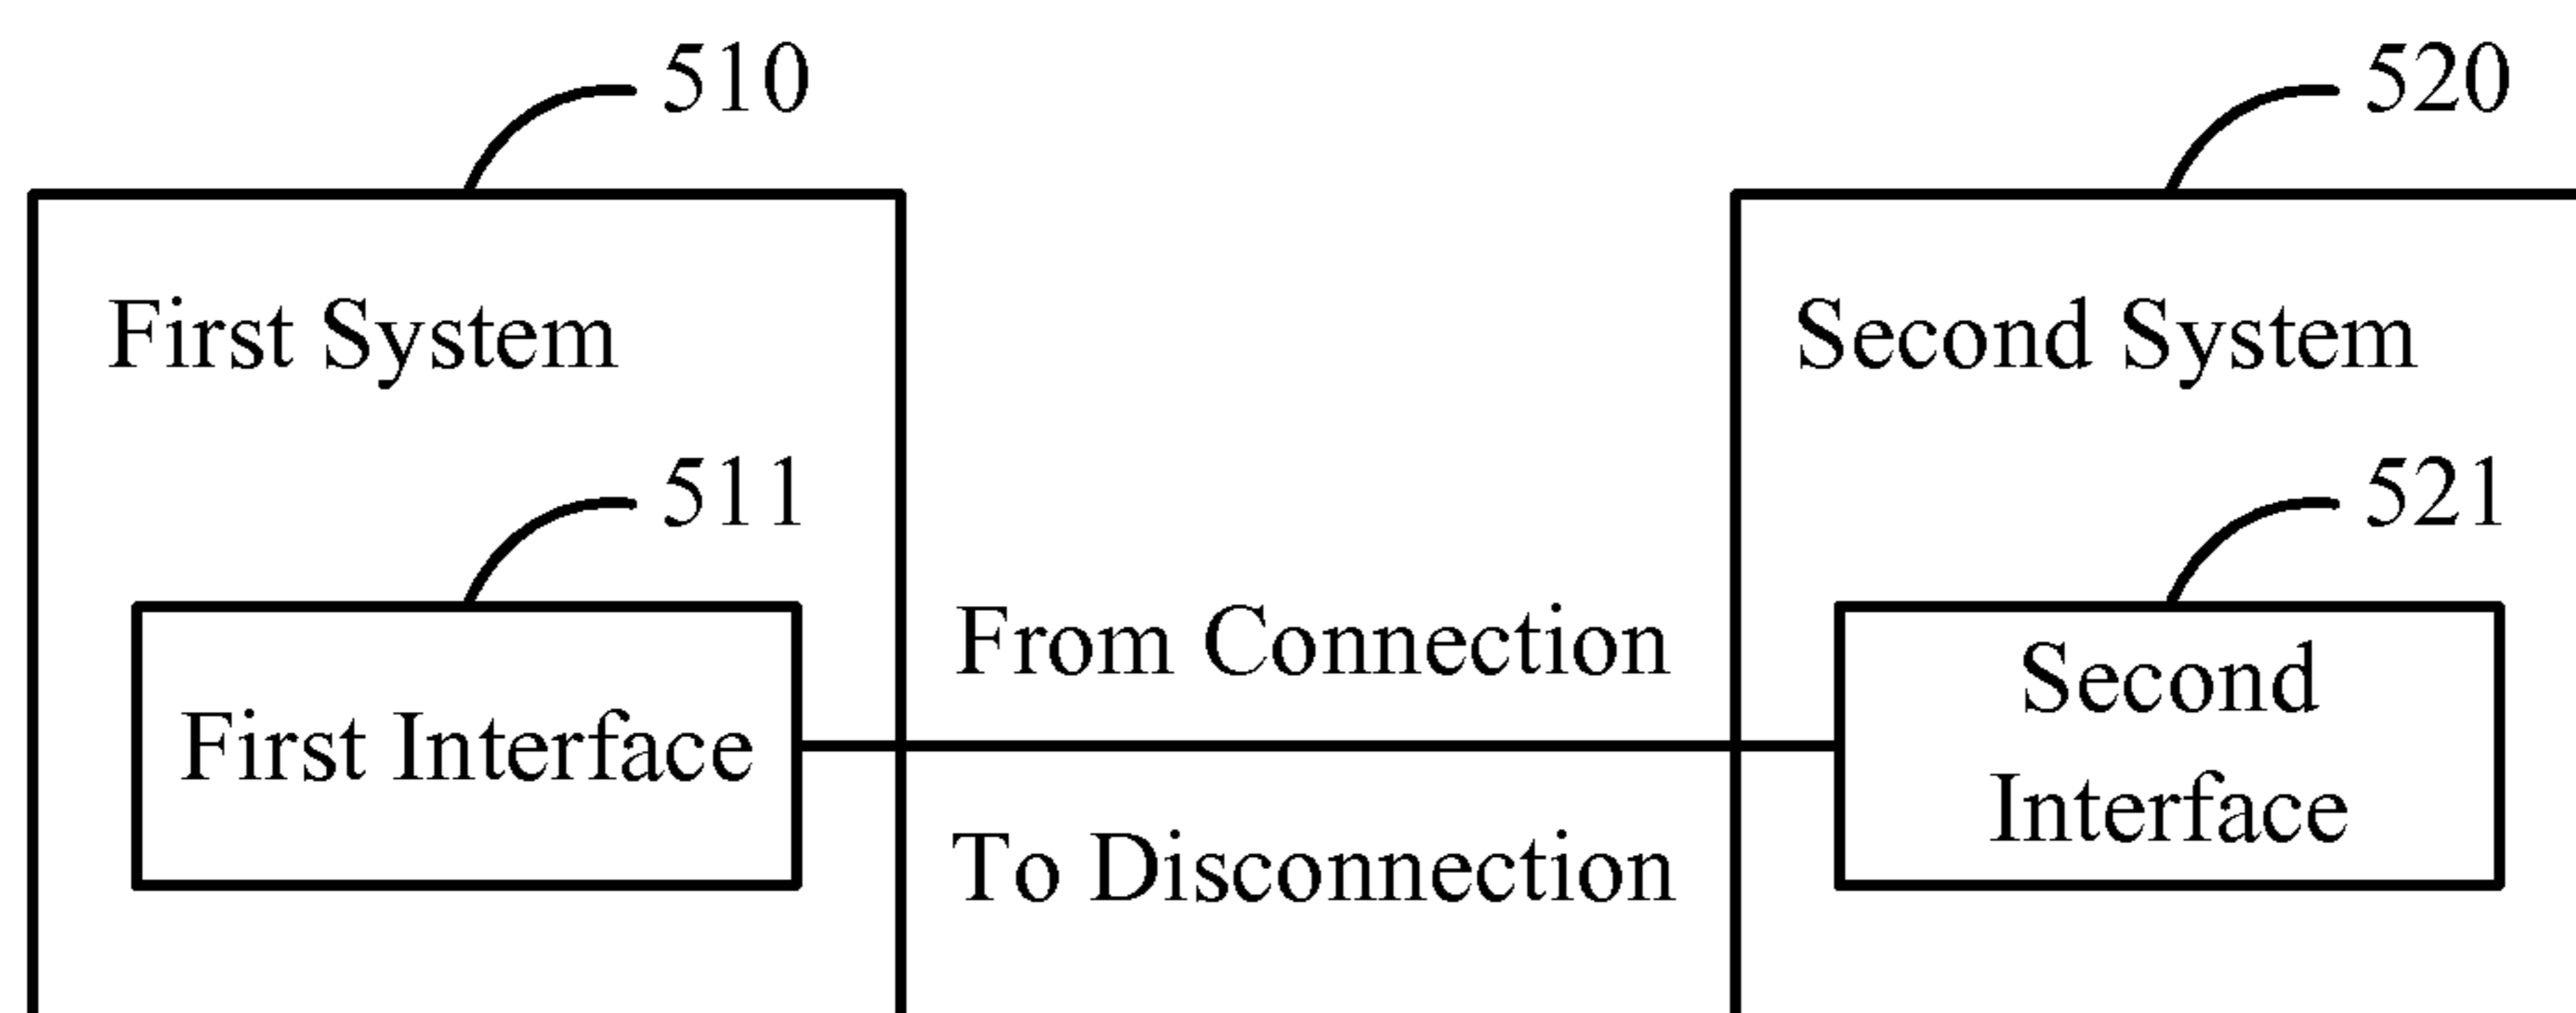 510
520
First System
Second System
511
521
From Connection
First Interface
To Disconnection
Second
Interface